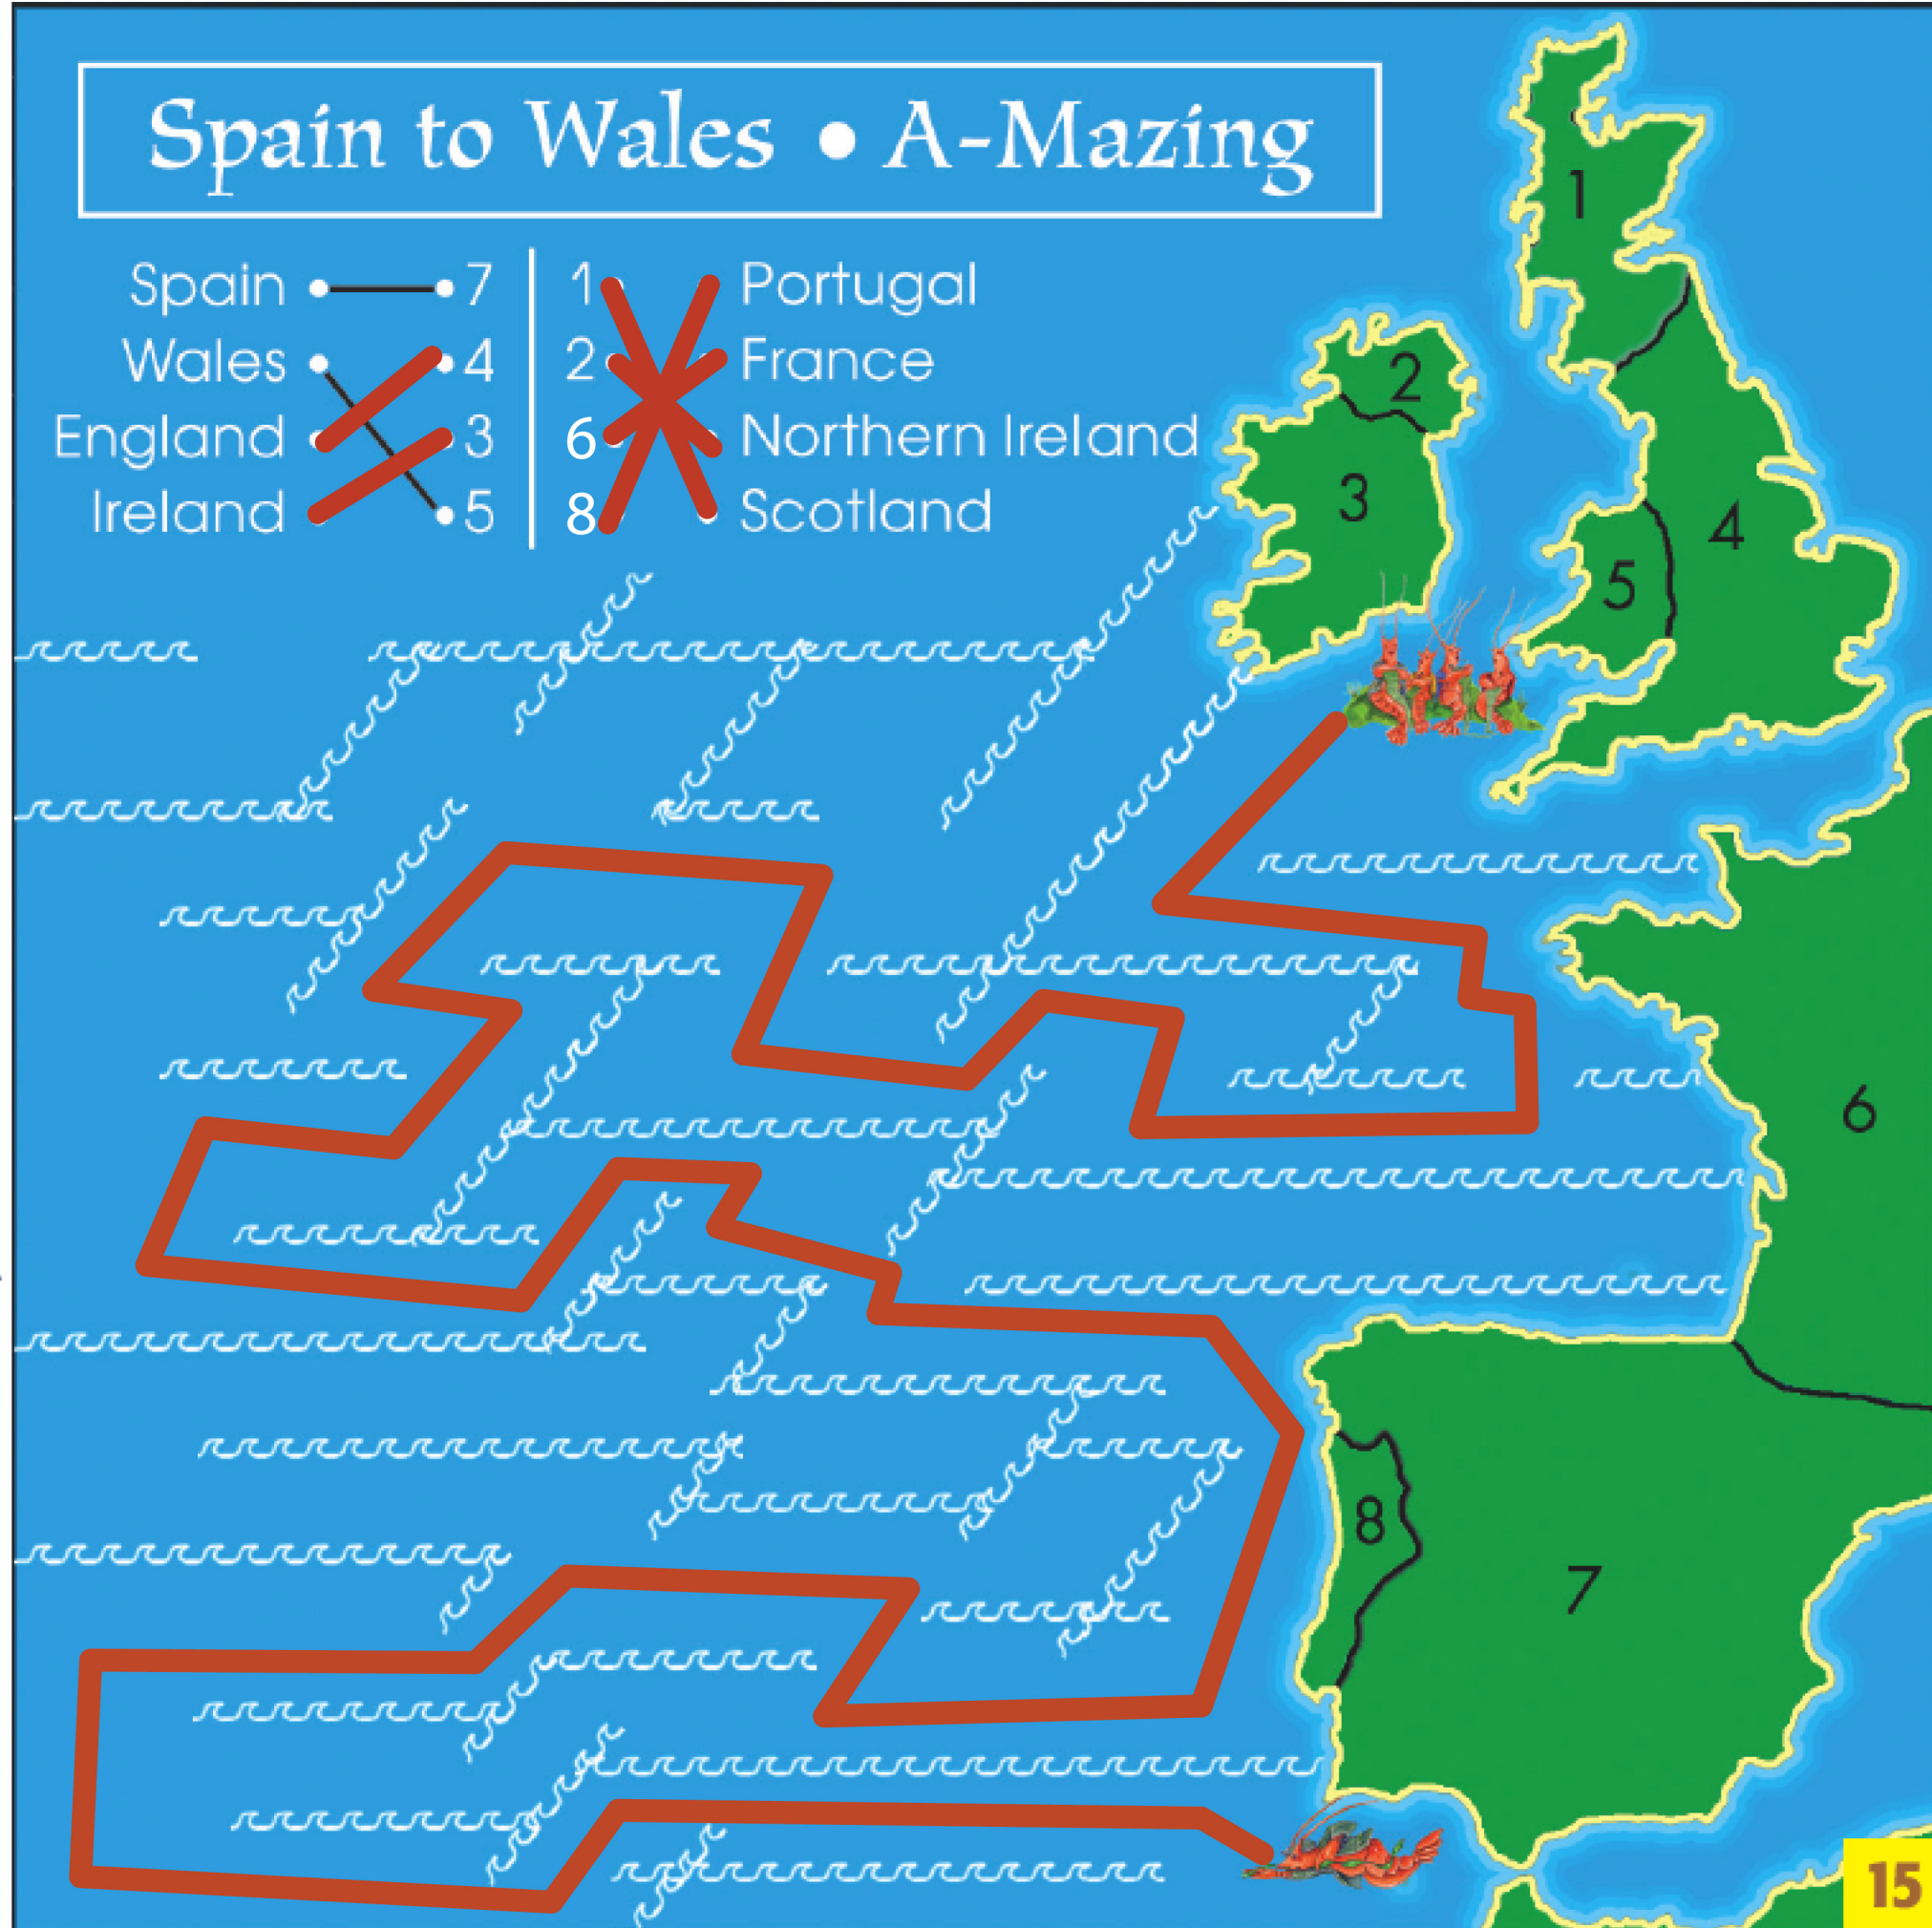 Spain to Wales • A-Mazing
Spain 7
Wales 4
England 3
Ireland 5
1 Portugal
2 France
6 Northern Ireland
8 Scotland
1
2
3
4
5
6
8
7
15